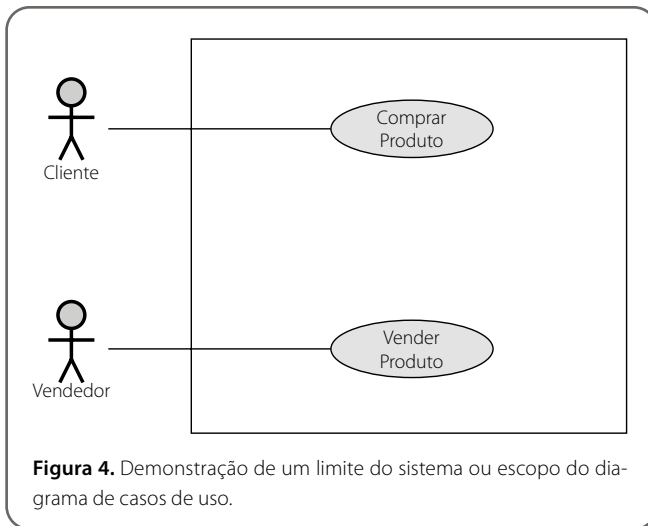 Comprar
Produto
Cliente
Vender
Produto
Vendedor
Figura 4. Demonstração de um limite do sistema ou escopo do dia-
grama de casos de uso.